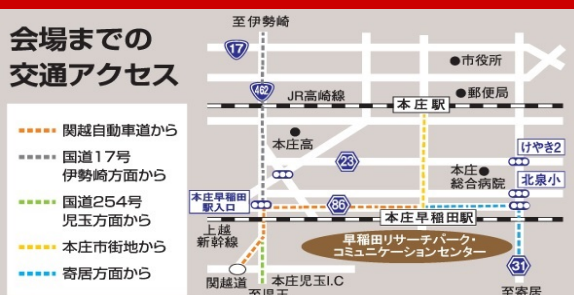 会場までの
交通アクセス
関越自動車道から
国道17号
伊勢崎方面から
国道254号
児玉方面から
本庄市街地から
寄居方面から
至伊勢崎
17
462
JR高崎線
本庄駅
市役所
郵便局
本庄高
23
けやき2
本庄
総合病院
北泉小
本庄早稲田
駅入口
86
本庄早稲田駅
上越
新幹線
早稲田リサーチパーク・
コミュニケーションセンター
31
関越道
本庄児玉I.C
至児玉
至寄居